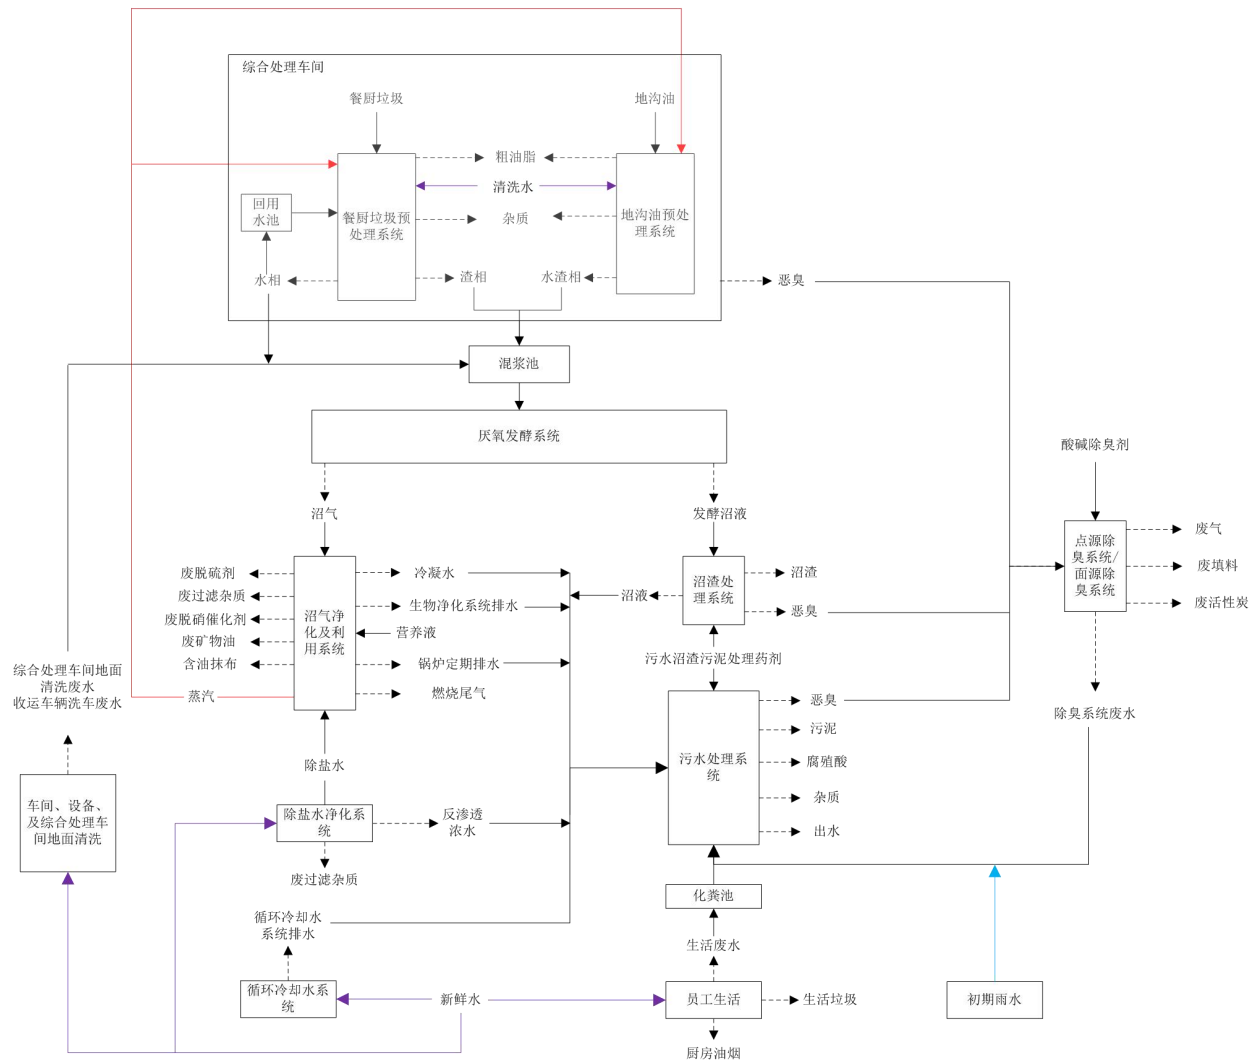 综合处理车间
餐厨垃圾
地沟油
粗油脂
清洗水
回用
水池
餐厨垃圾预
处理系统
杂质
地沟油预处
理系统
水相
渣相
水渣相
恶臭
混浆池
厌氧发酵系统
酸碱除臭剂
沼气
发酵沼液
点源除
臭系统/
面源除
臭系统
废气
废填料
废活性炭
废脱硫剂
废过滤杂质
废脱硝催化剂
废矿物油
含油抹布
蒸汽
沼气净
化及利
用系统
冷凝水
生物净化系统排水
营养液
锅炉定期排水
燃烧尾气
沼液
沼渣处
理系统
沼渣
恶臭
污水沼渣污泥处理药剂
综合处理车间地面
清洗废水
收运车辆洗车废水
除臭系统废水
除盐水
污水处理系
统
恶臭
污泥
腐殖酸
杂质
出水
车间、设备、
及综合处理车
间地面清洗
除盐水净化系
统
反渗透
浓水
废过滤杂质
化粪池
循环冷却水
系统排水
生活废水
循环冷却水系
统
新鲜水
员工生活
生活垃圾
初期雨水
厨房油烟